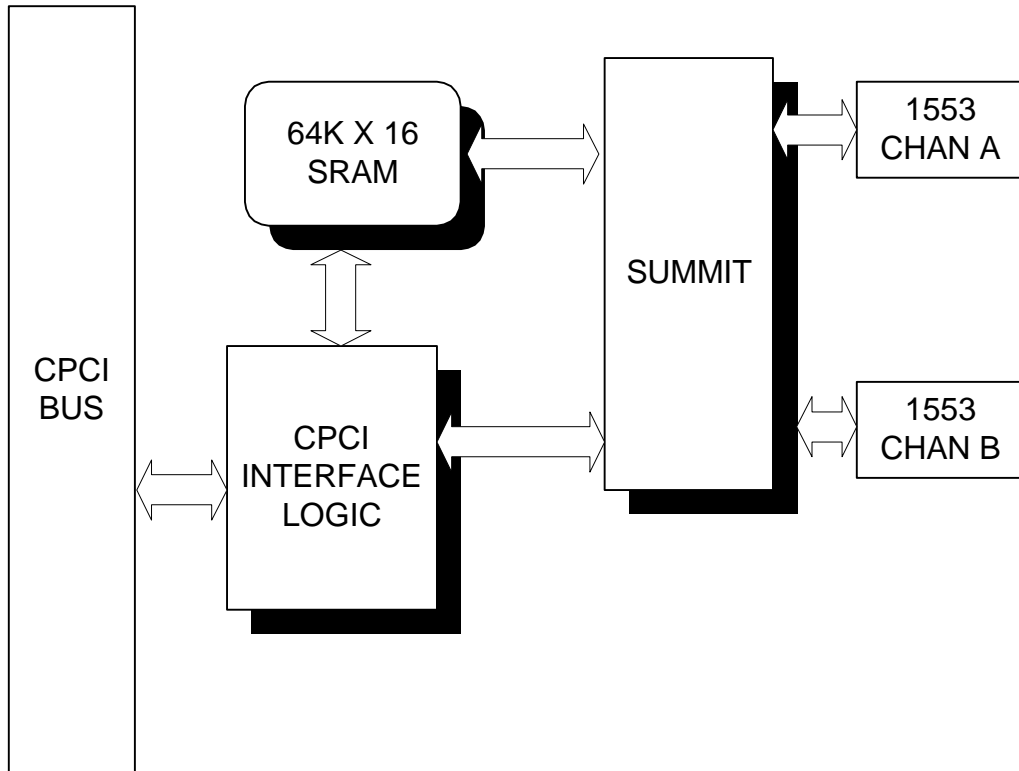 64K X 16
SRAM
1553
CHAN A
SUMMIT
CPCI
BUS
CPCI
INTERFACE
LOGIC
1553
CHAN B